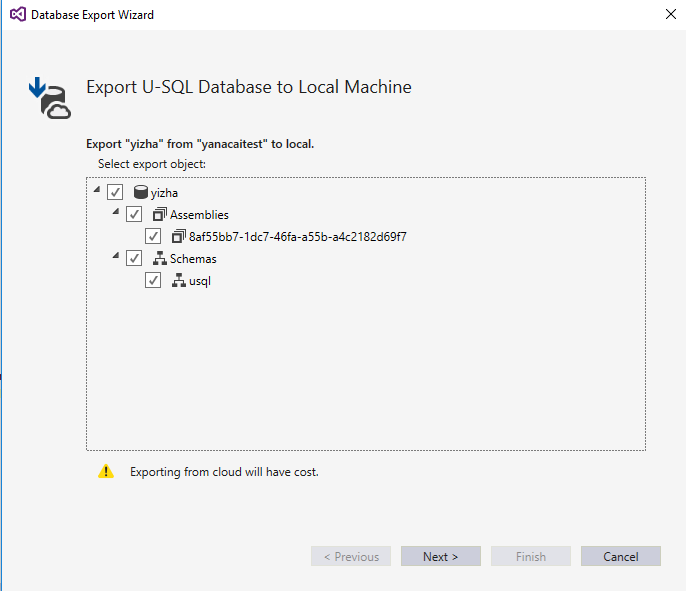 Database Export Wizard
Export U-SQL Database to Local Machine
Export "yizha" from "yanacaitest" to local.
Select export object:
yizha
Assemblies
8af55bb7-1dc7-46fa-a55b-a4c2182d69f7
Schemas
usql
Exporting from cloud will have cost.
< Previous Next > Finish Cancel